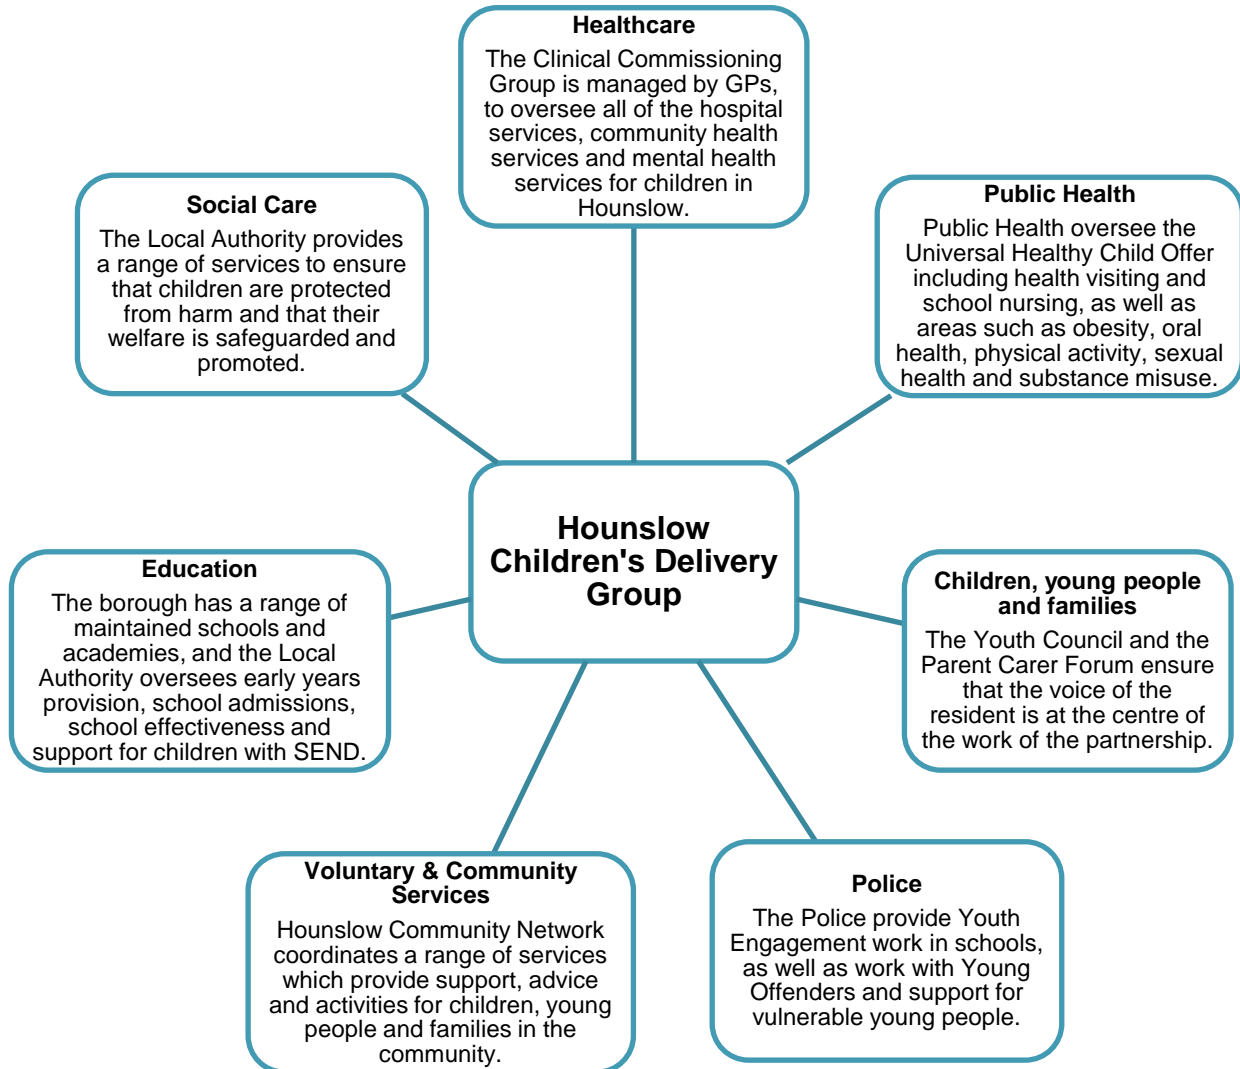 Healthcare
The Clinical Commissioning
Group is managed by GPs,
to oversee all of the hospital
services, community health
services and mental health
services for children in
Hounslow.
Social Care
The Local Authority provides
a range of services to ensure
that children are protected
from harm and that their
welfare is safeguarded and
promoted.
Public Health
Public Health oversee the
Universal Healthy Child Offer
including health visiting and
school nursing, as well as
areas such as obesity, oral
health, physical activity, sexual
health and substance misuse.
Hounslow
Children's Delivery
Group
Education
The borough has a range of
maintained schools and
academies, and the Local
Authority oversees early years
provision, school admissions,
school effectiveness and
support for children with SEND.
Children, young people
and families
The Youth Council and the
Parent Carer Forum ensure
that the voice of the
resident is at the centre of
the work of the partnership.
Voluntary & Community
Services
Hounslow Community Network
coordinates a range of services
which provide support, advice
and activities for children, young
people and families in the
community.
Police
The Police provide Youth
Engagement work in schools,
as well as work with Young
Offenders and support for
vulnerable young people.